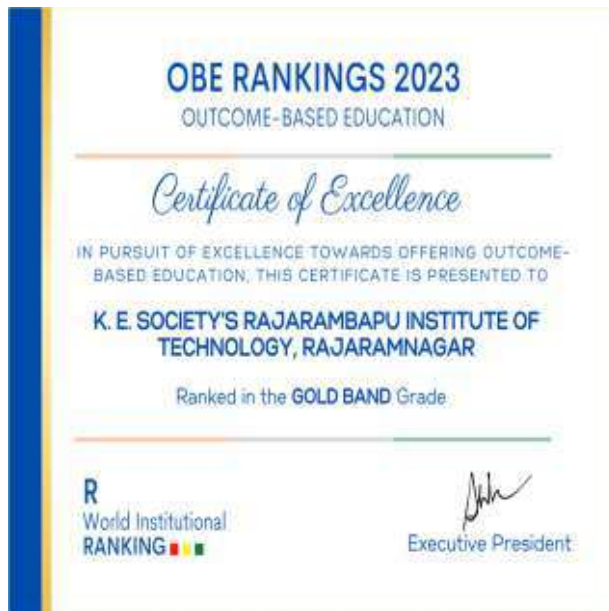 OBE RANKINGS 2023
OUTCOME-BASED EDUCATION
Certificate of Excellence
IN PURSUIT OF EXCELLENCE TOWARDS OFFERING OUTCOME-
BASED EDUCATION, THIS CERTIFICATE IS PRESENTED TO
K. E. SOCIETY'S RAJARAMBAPU INSTITUTE OF
TECHNOLOGY, RAJARAMNAGAR
Ranked in the GOLD BAND Grade
R
World Institutional
RANKING
Executive President